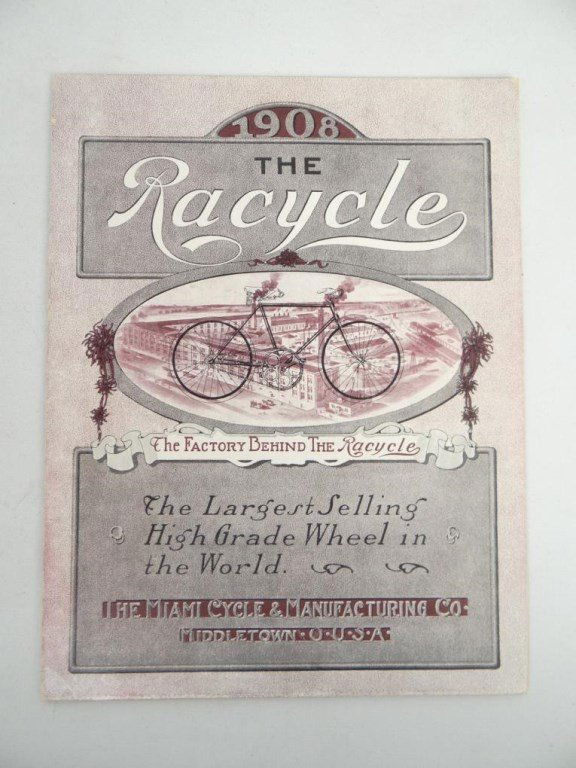 1908
THE
Racycle
The FACTORY BEHIND THE Racycle
The Largest Selling
High Grade Wheel in
the World.
THE MIAMI CYCLE & MANUFACTURING CO.
MIDDLETOWN·O·U·S·A·